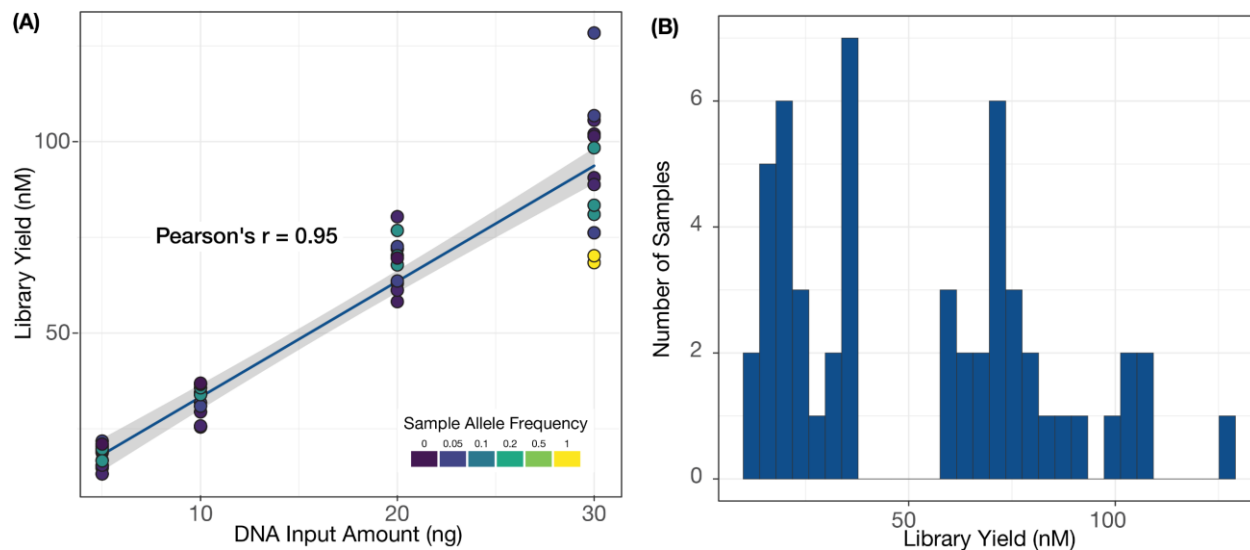 (A)
Library Yield (nM)
100
50
Pearson's r = 0.95
Sample Allele Frequency
0 0.05 0.1 0.2 0.5 1
10 20 30
DNA Input Amount (ng)
(B)
Number of Samples
6
4
2
0
50 100
Library Yield (nM)